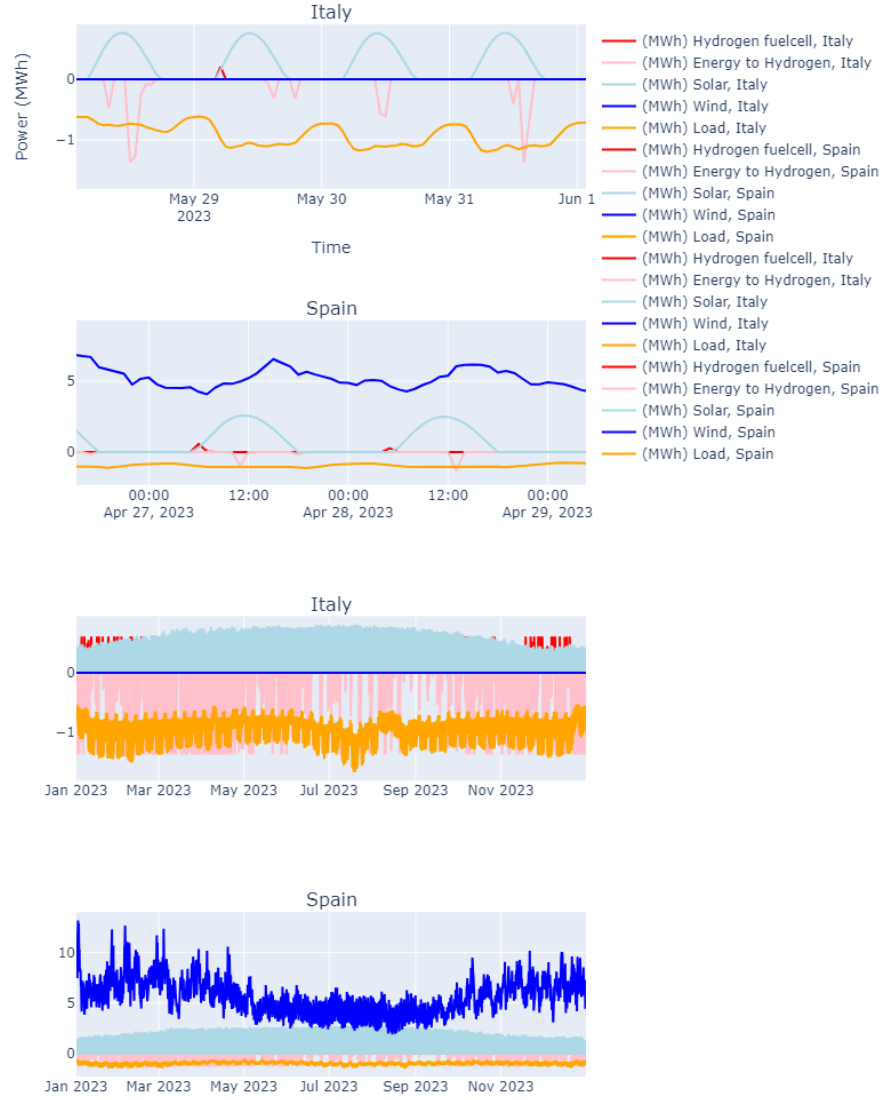 Italy
0
−1
Power (MWh)
May 29
2023
May 30
May 31
Jun 1
Time
(MWh) Hydrogen fuelcell, Italy
(MWh) Energy to Hydrogen, Italy
(MWh) Solar, Italy
(MWh) Wind, Italy
(MWh) Load, Italy
(MWh) Hydrogen fuelcell, Spain
(MWh) Energy to Hydrogen, Spain
(MWh) Solar, Spain
(MWh) Wind, Spain
(MWh) Load, Spain
(MWh) Hydrogen fuelcell, Italy
(MWh) Energy to Hydrogen, Italy
(MWh) Solar, Italy
(MWh) Wind, Italy
(MWh) Load, Italy
(MWh) Hydrogen fuelcell, Spain
(MWh) Energy to Hydrogen, Spain
(MWh) Solar, Spain
(MWh) Wind, Spain
(MWh) Load, Spain
Spain
5
0
00:00 12:00 00:00 12:00 00:00
Apr 27, 2023 Apr 28, 2023 Apr 29, 2023
Italy
0
−1
Jan 2023 Mar 2023 May 2023 Jul 2023 Sep 2023 Nov 2023
Spain
10
5
0
Jan 2023 Mar 2023 May 2023 Jul 2023 Sep 2023 Nov 2023